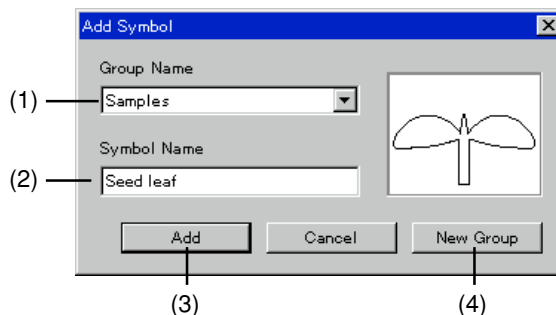 Add Symbol
Group Name
(1)
Samples
Symbol Name
(2)
Seed leaf
Add Cancel New Group
(3) (4)